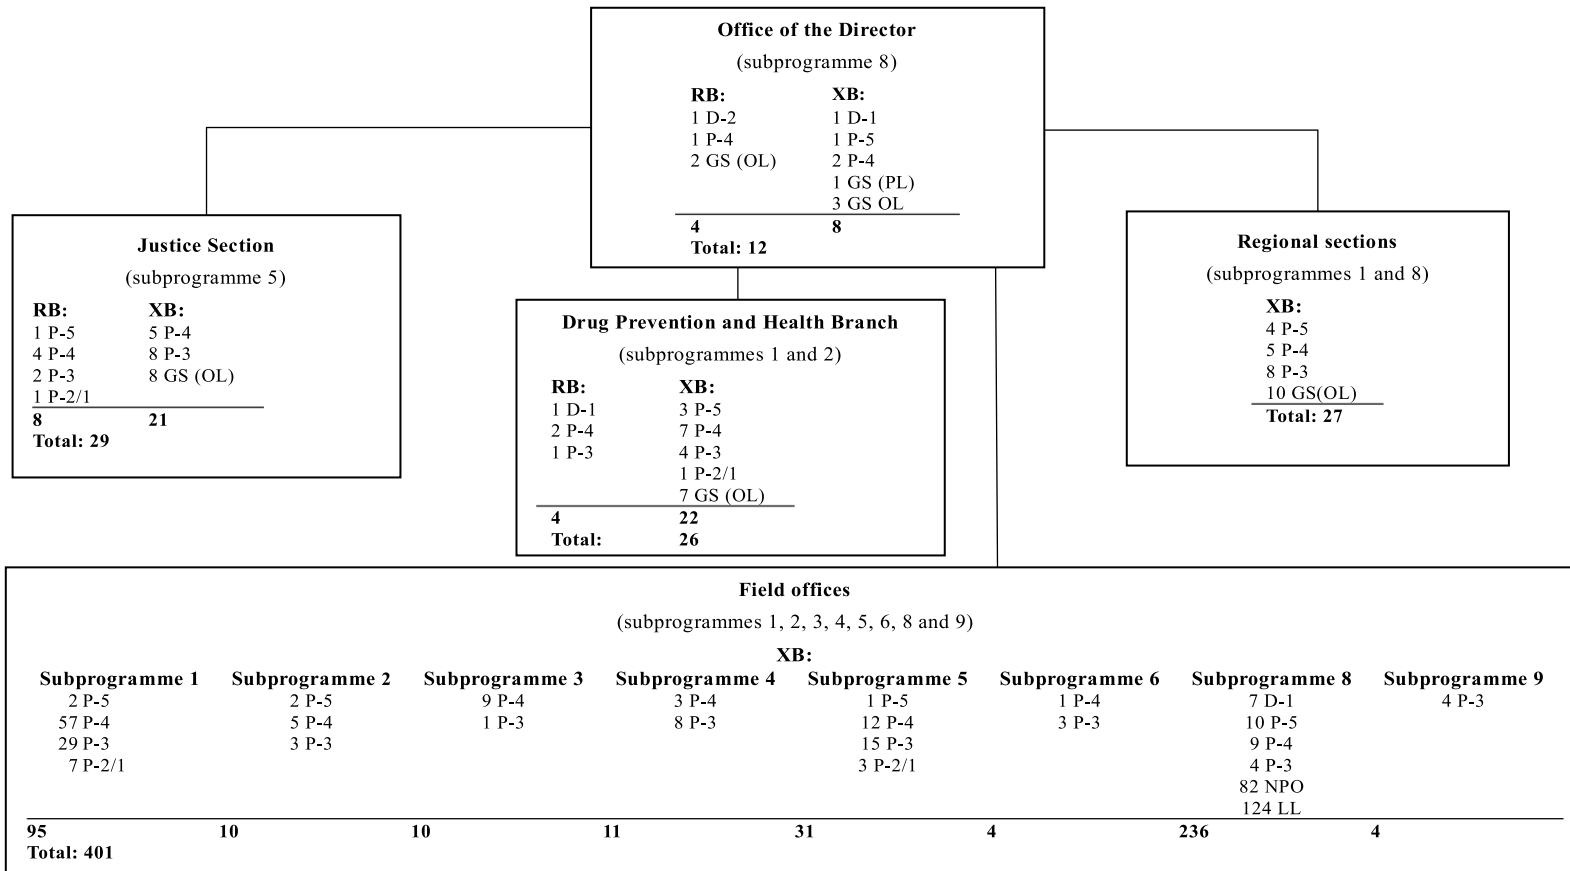 Office of the Director
(subprogramme 8)
RB: XB:
1 D-2 1 D-1
1 P-4 1 P-5
2 GS (OL) 2 P-4
1 GS (PL)
3 GS OL
4 8
Total: 12
Justice Section
(subprogramme 5)
RB: XB:
1 P-5 5 P-4
4 P-4 8 P-3
2 P-3 8 GS (OL)
1 P-2/1
8 21
Total: 29
Drug Prevention and Health Branch
(subprogrammes 1 and 2)
RB: XB:
1 D-1 3 P-5
2 P-4 7 P-4
1 P-3 4 P-3
1 P-2/1
7 GS (OL)
4 22
Total: 26
Regional sections
(subprogrammes 1 and 8)
XB:
4 P-5
5 P-4
8 P-3
10 GS(OL)
Total: 27
Field offices
(subprogrammes 1, 2, 3, 4, 5, 6, 8 and 9)
XB:
Subprogramme 1 Subprogramme 2 Subprogramme 3 Subprogramme 4 Subprogramme 5 Subprogramme 6 Subprogramme 8 Subprogramme 9
2 P-5 2 P-5 9 P-4 3 P-4 1 P-5 1 P-4 7 D-1 4 P-3
57 P-4 5 P-4 1 P-3 8 P-3 12 P-4 3 P-3 10 P-5
29 P-3 3 P-3 15 P-3 9 P-4
7 P-2/1 3 P-2/1 4 P-3
82 NPO
124 LL
95 10 10 11 31 4 236 4
Total: 401